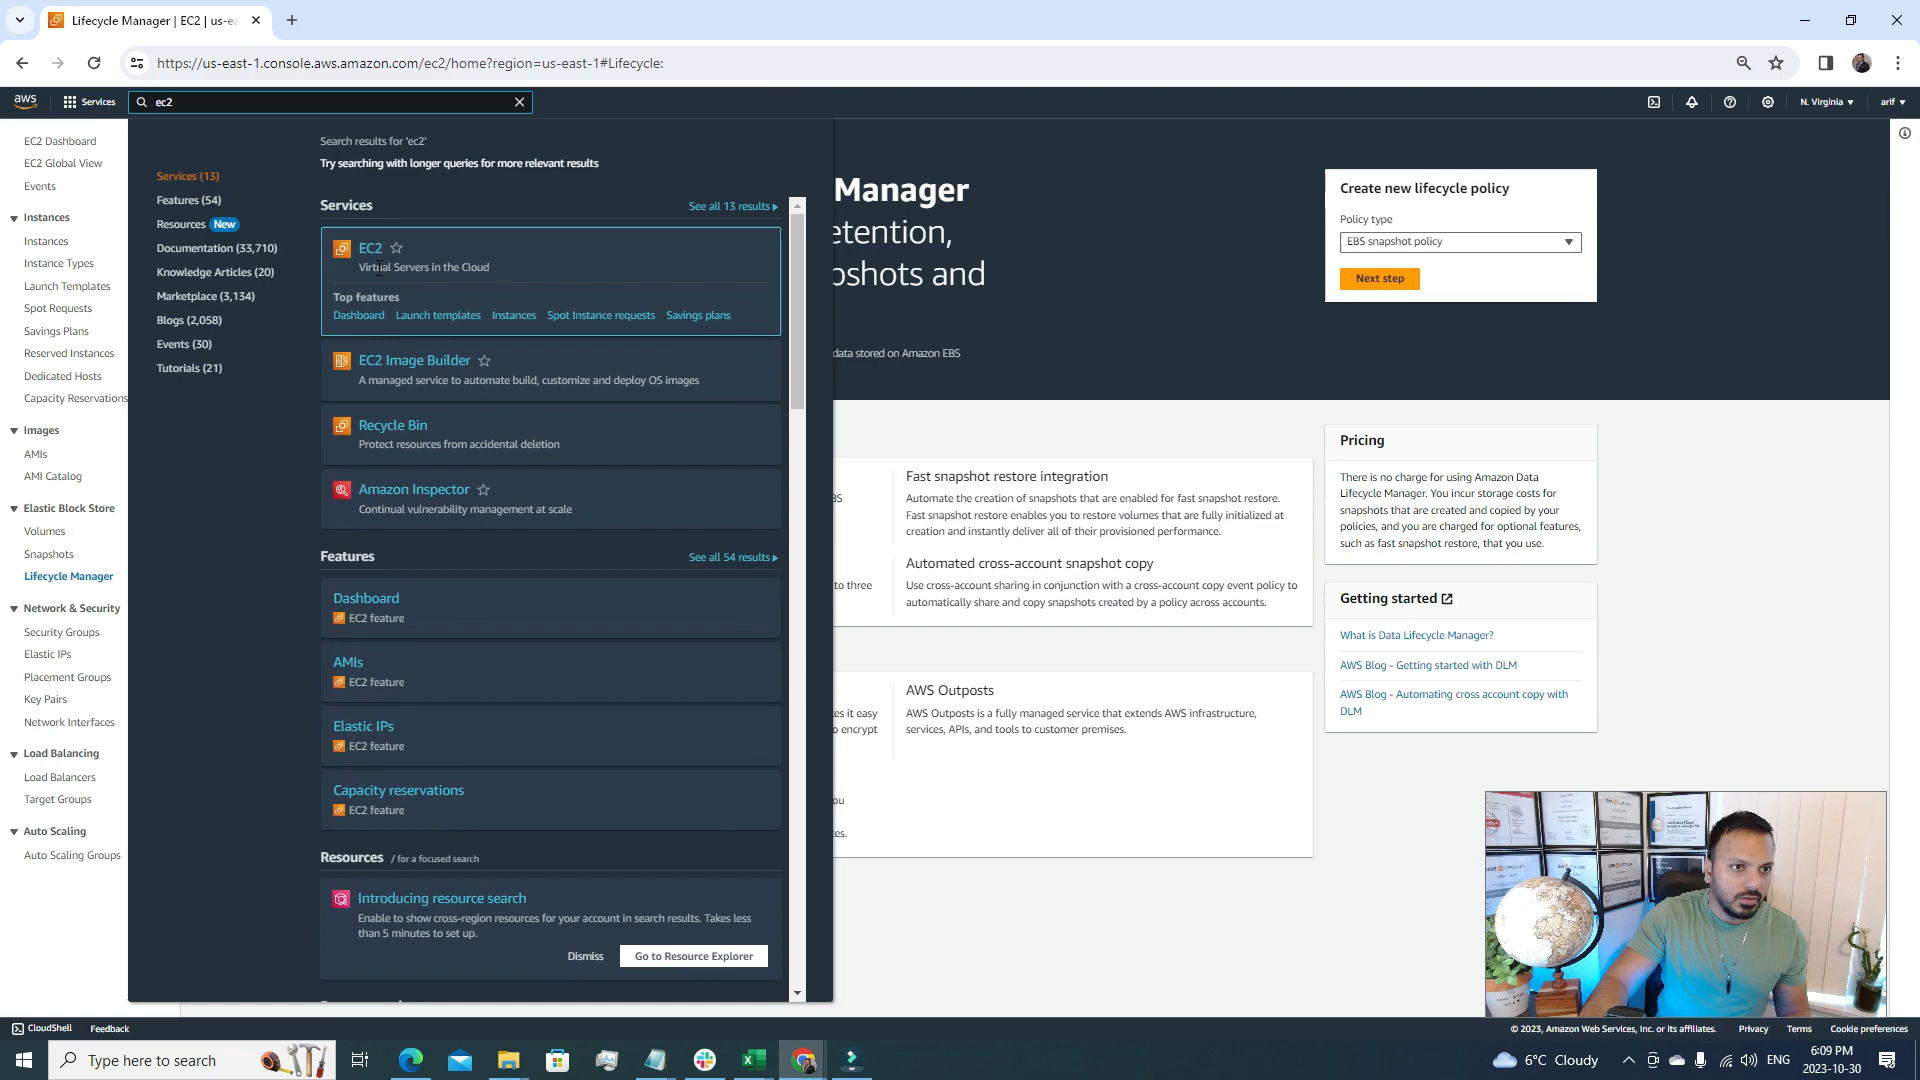 Lifecycle Manager | EC2 | us-ea
https://us-east-1.console.aws.amazon.com/ec2/home?region=us-east-1#Lifecycle:
aws
Services
ec2
N. Virginia
arif
EC2 Dashboard
EC2 Global View
Events
Instances
Instances
Instance Types
Launch Templates
Spot Requests
Savings Plans
Reserved Instances
Dedicated Hosts
Capacity Reservations
Images
AMIs
AMI Catalog
Elastic Block Store
Volumes
Snapshots
Lifecycle Manager
Network & Security
Security Groups
Elastic IPs
Placement Groups
Key Pairs
Network Interfaces
Load Balancing
Load Balancers
Target Groups
Auto Scaling
Auto Scaling Groups
Services (13)
Features (54)
Resources New
Documentation (33,710)
Knowledge Articles (20)
Marketplace (3,134)
Blogs (2,058)
Events (30)
Tutorials (21)
Search results for 'ec2'
Try searching with longer queries for more relevant results
Services
See all 13 results
EC2
Virtual Servers in the Cloud
Top features
Dashboard Launch templates Instances Spot Instance requests Savings plans
EC2 Image Builder
A managed service to automate build, customize and deploy OS images
Recycle Bin
Protect resources from accidental deletion
Amazon Inspector
Continual vulnerability management at scale
Features
See all 54 results
Dashboard
EC2 feature
AMIs
EC2 feature
Elastic IPs
EC2 feature
Capacity reservations
EC2 feature
Resources / for a focused search
Introducing resource search
Enable to show cross-region resources for your account in search results. Takes less
than 5 minutes to set up.
Dismiss
Go to Resource Explorer
Manager
etention,
pshots and
data stored on Amazon EBS
BS
to three
es it easy
o encrypt
ou
ces.
Fast snapshot restore integration
Automate the creation of snapshots that are enabled for fast snapshot restore.
Fast snapshot restore enables you to restore volumes that are fully initialized at
creation and instantly deliver all of their provisioned performance.
Automated cross-account snapshot copy
Use cross-account sharing in conjunction with a cross-account copy event policy to
automatically share and copy snapshots created by a policy across accounts.
AWS Outposts
AWS Outposts is a fully managed service that extends AWS infrastructure,
services, APIs, and tools to customer premises.
Create new lifecycle policy
Policy type
EBS snapshot policy
Next step
Pricing
There is no charge for using Amazon Data
Lifecycle Manager. You incur storage costs for
snapshots that are created and copied by your
policies, and you are charged for optional features,
such as fast snapshot restore, that you use.
Getting started
What is Data Lifecycle Manager?
AWS Blog - Getting started with DLM
AWS Blog - Automating cross account copy with
DLM
CloudShell
Feedback
© 2023, Amazon Web Services, Inc. or its affiliates.
Privacy
Terms
Cookie preferences
Type here to search
6°C Cloudy
ENG
6:09 PM
2023-10-30